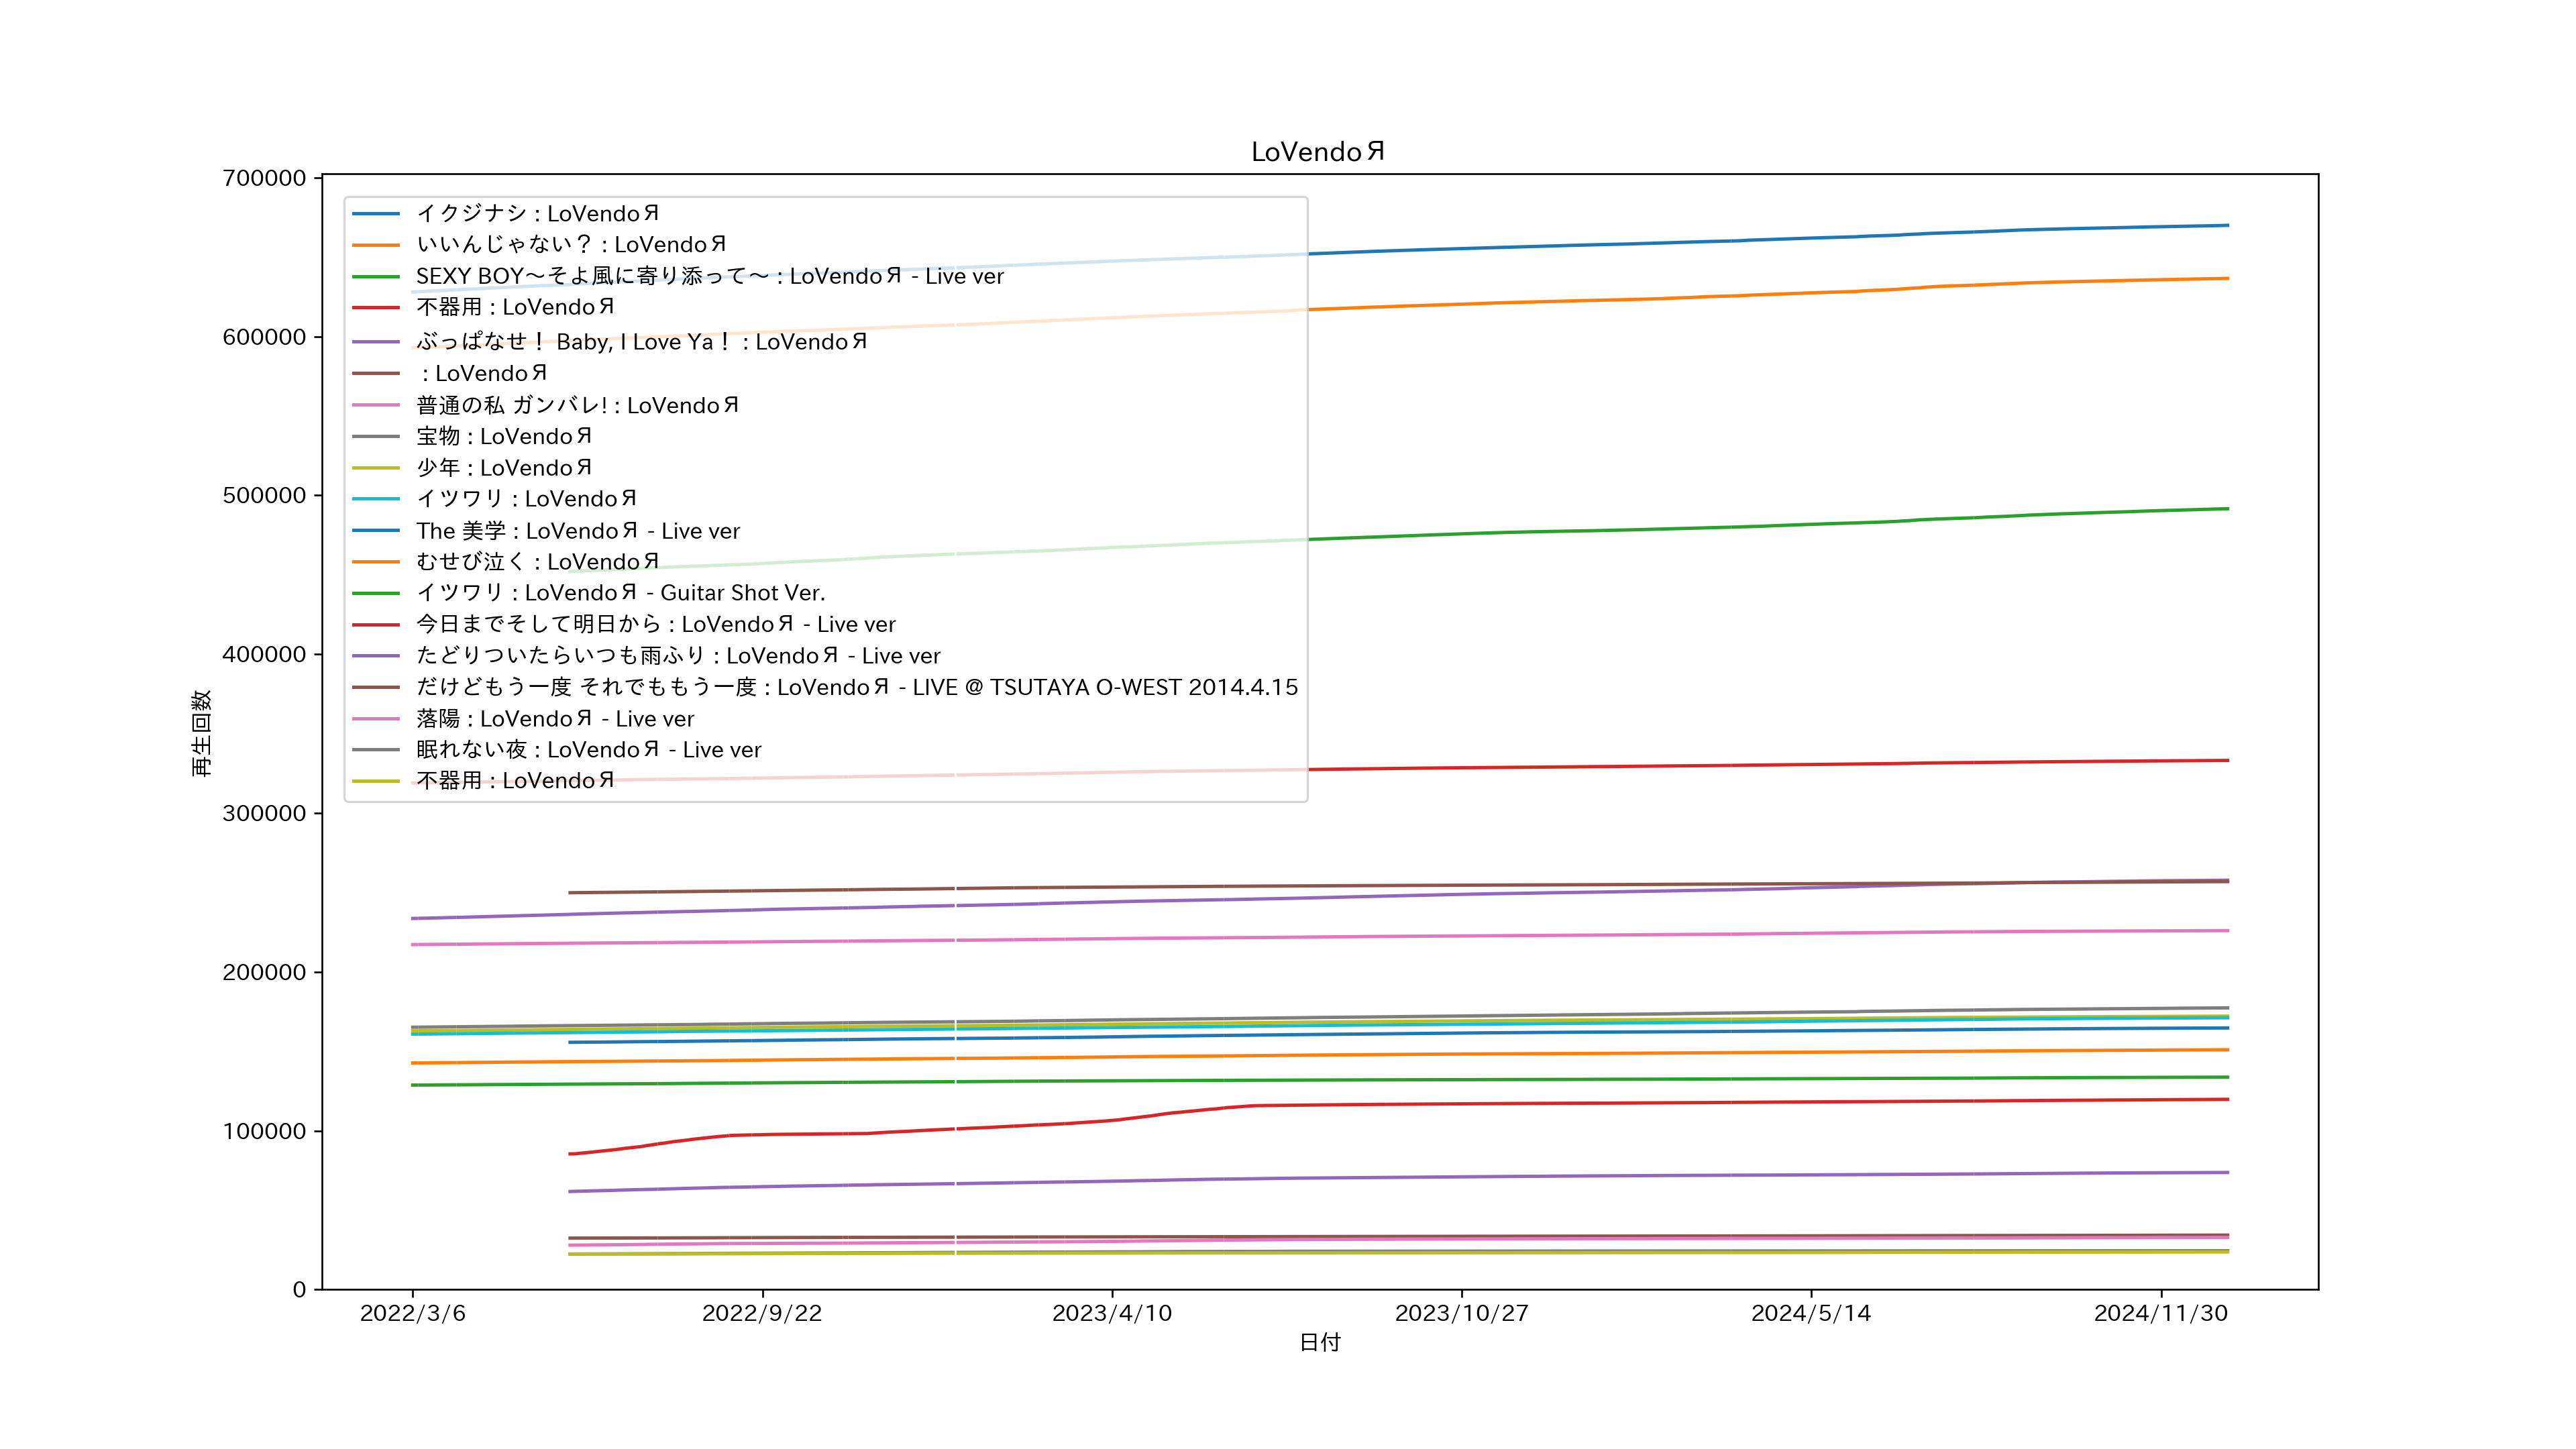 LoVendoЯ
700000
600000
500000
400000
300000
200000
100000
0
再生回数
イクジナシ : LoVendoЯ
いいんじゃない？ : LoVendoЯ
SEXY BOY～そよ風に寄り添って～ : LoVendoЯ - Live ver
不器用 : LoVendoЯ
ぶっぱなせ！ Baby, I Love Ya！ : LoVendoЯ
: LoVendoЯ
普通の私 ガンバレ! : LoVendoЯ
宝物 : LoVendoЯ
少年 : LoVendoЯ
イツワリ : LoVendoЯ
The 美学 : LoVendoЯ - Live ver
むせび泣く : LoVendoЯ
イツワリ : LoVendoЯ - Guitar Shot Ver.
今日までそして明日から : LoVendoЯ - Live ver
たどりついたらいつも雨ふり : LoVendoЯ - Live ver
だけどもう一度 それでももう一度 : LoVendoЯ - LIVE @ TSUTAYA O-WEST 2014.4.15
落陽 : LoVendoЯ - Live ver
眠れない夜 : LoVendoЯ - Live ver
不器用 : LoVendoЯ
2022/3/6
2022/9/22
2023/4/10
2023/10/27
2024/5/14
2024/11/30
日付